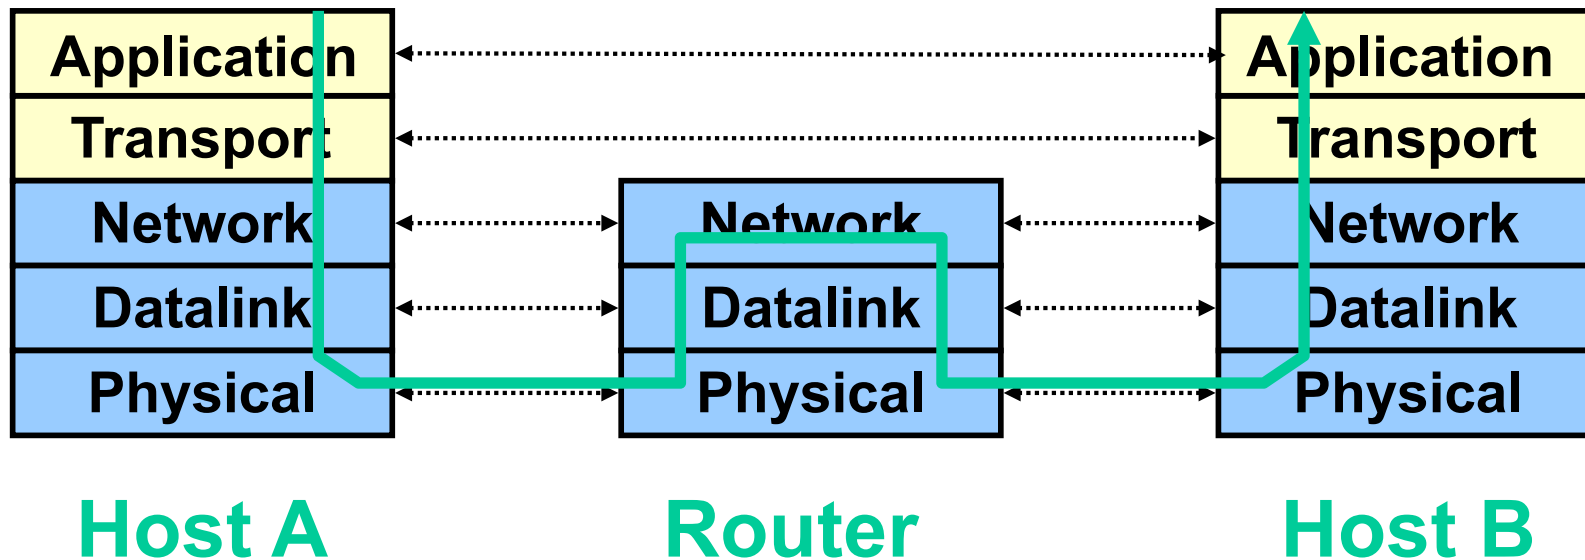 Application
Transport
Network
Datalink
Physical
Host A
Network
Datalink
Physical
Router
Application
Transport
Network
Datalink
Physical
Host B